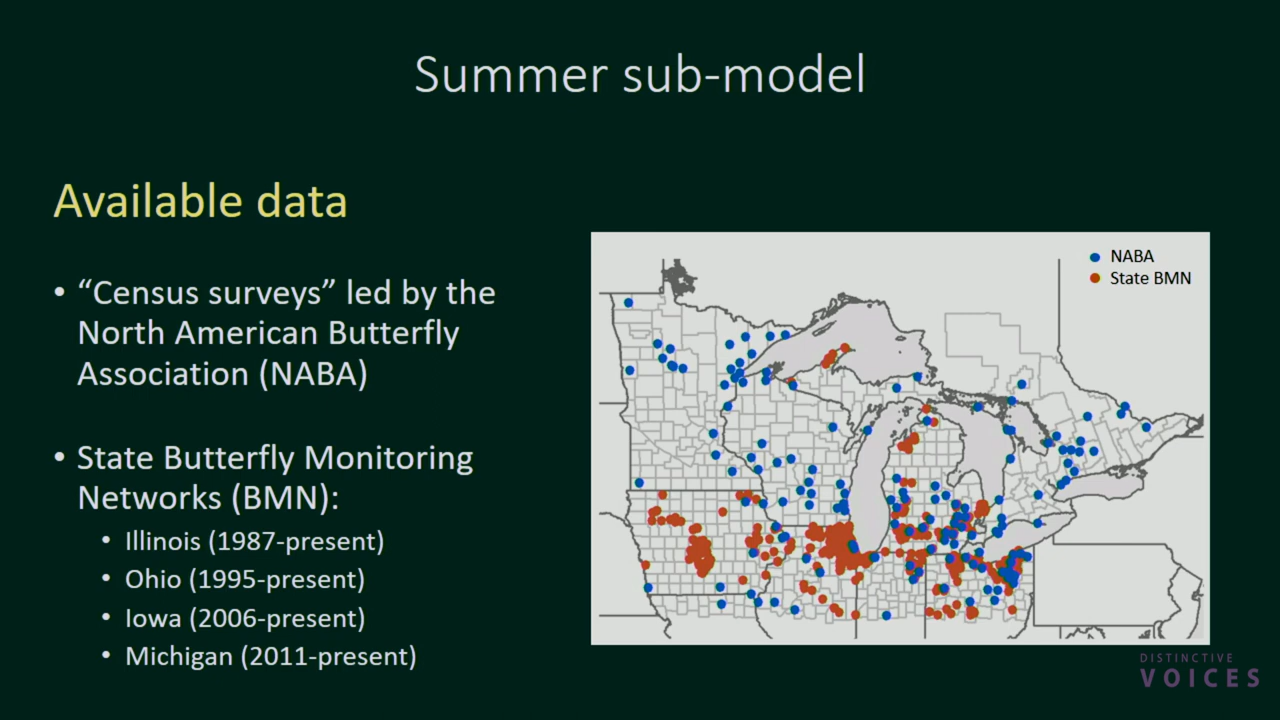 Summer sub-model
Available data
• “Census surveys” led by the
North American Butterfly
Association (NABA)
• State Butterfly Monitoring
Networks (BMN):
• Illinois (1987-present)
• Ohio (1995-present)
• Iowa (2006-present)
• Michigan (2011-present)
NABA
State BMN
DISTINCTIVE
VOICES